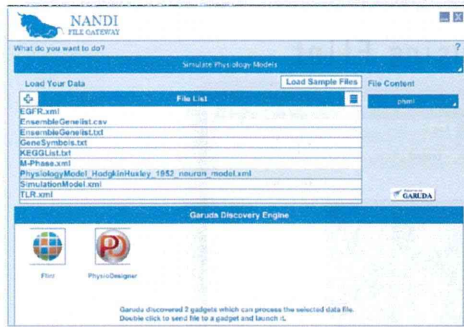 NANDI
FILE GATEWAY
What do you want to do?
?
Simulate Physiology Models
Load Your Data
Load Sample Files
File Content
File List
phml
EGFR.xml
EnsembleGenelist.csv
EnsembleGenelist.txt
GeneSymbols.txt
KEGGList.txt
M-Phase.xml
PhysiologyModel_HodgkinHuxley_1952_neuron_model.xml
SimulationModel.xml
TLR.xml
GARUDA
Garuda Discovery Engine
Flint
PhysioDesigner
Garuda discovered 2 gadgets which can process the selected data file.
Double click to send file to a gadget and launch it.